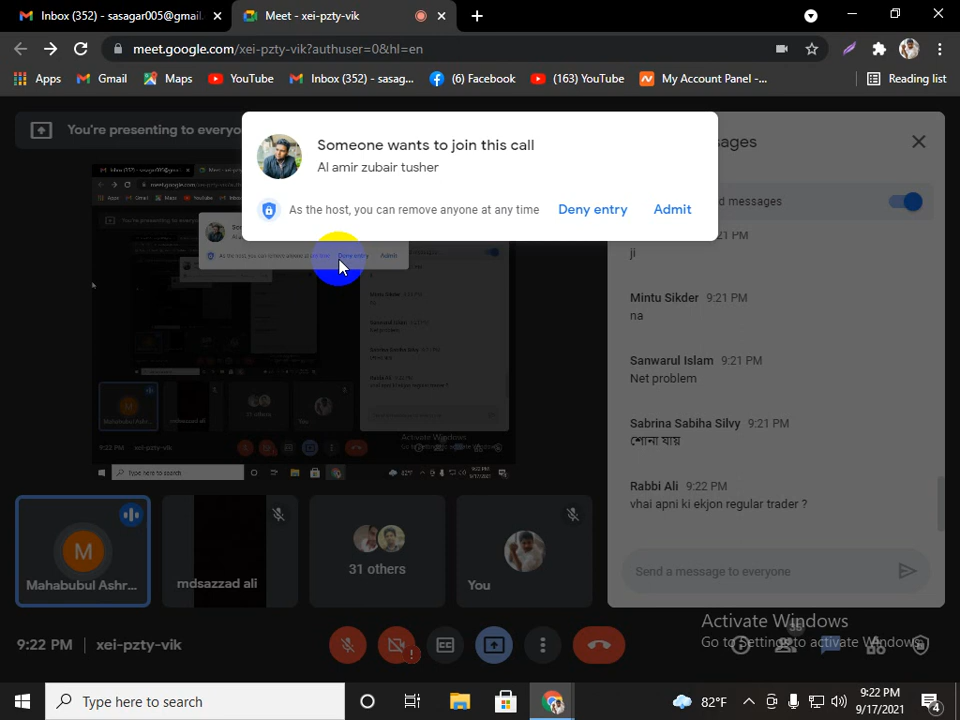 Inbox (352) - sasagar005@gmail.
Meet - xei-pzty-vik
meet.google.com/xei-pzty-vik?authuser=0&hl=en
Apps
Gmail
Maps
YouTube
Inbox (352) - sasag...
(6) Facebook
(163) YouTube
My Account Panel -...
Reading list
You're presenting to everyo
Someone wants to join this call
Al amir zubair tusher
As the host, you can remove anyone at any time
Deny entry
Admit
ages
d messages
PM
ji
Mintu Sikder 9:21 PM
na
Sanwarul Islam 9:21 PM
Net problem
Sabrina Sabiha Silvy 9:21 PM
শোনা যায়
Rabbi Ali 9:22 PM
vhai apni ki ekjon regular trader ?
Send a message to everyone
Mahabubul Ashr...
mdsazzad ali
31 others
You
M
Activate Windows
Go to Settings to activate Windows.
9:22 PM | xei-pzty-vik
Type here to search
82°F
9:22 PM
9/17/2021
4